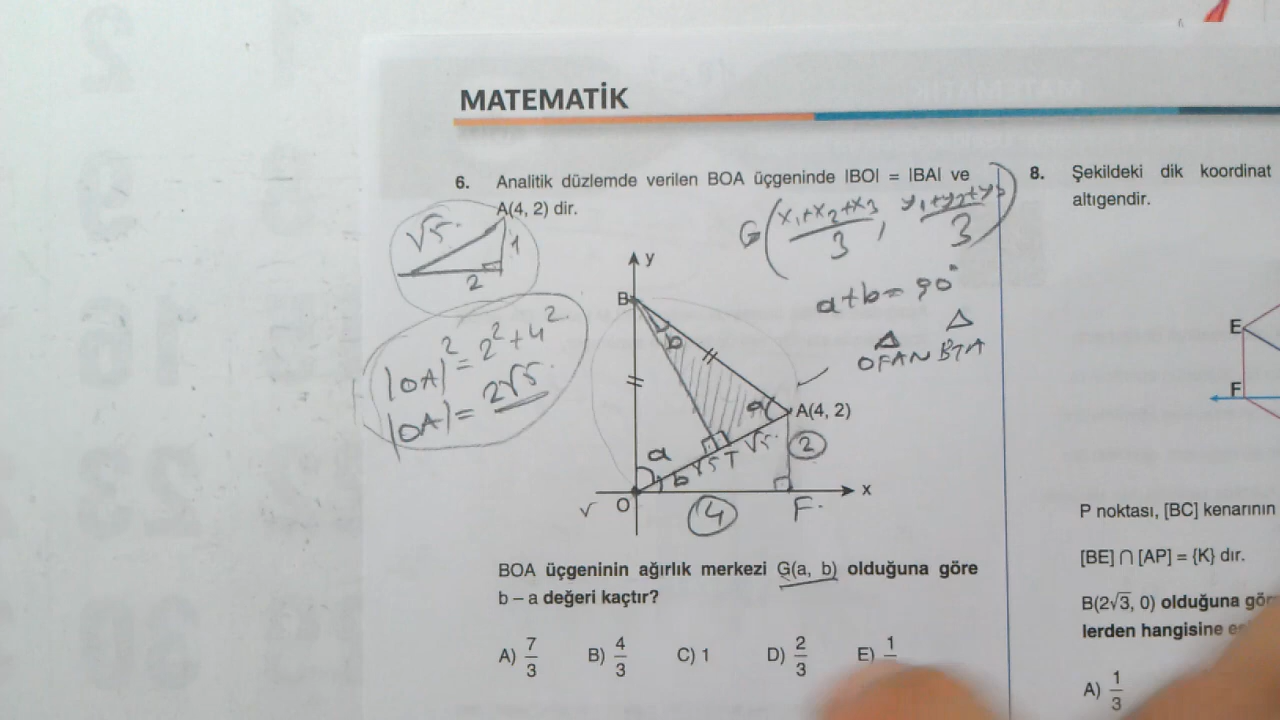 MATEMATİK
6. Analitik düzlemde verilen BOA üçgeninde |BO| = |BA| ve
A(4, 2) dir.
G(x₁+x₂+x₃/3, y₁+y₂+y₃/3)
√5
1
2
|OA|² = 2² + 4².
|OA| = 2√5.
a+b=90°
OFA ~ BTA
y
B
b
a
A(4, 2)
a
b
√5
T
√5
2
x
O
4
F.
BOA üçgeninin ağırlık merkezi G(a, b) olduğuna göre
b – a değeri kaçtır?
A) 7/3 B) 4/3 C) 1 D) 2/3 E) 1
8. Şekildeki dik koordinat
altıgendir.
E
F
P noktası, [BC] kenarının
[BE] ∩ [AP] = {K} dır.
B(2√3, 0) olduğuna
lerden hangisine
A) 1/3